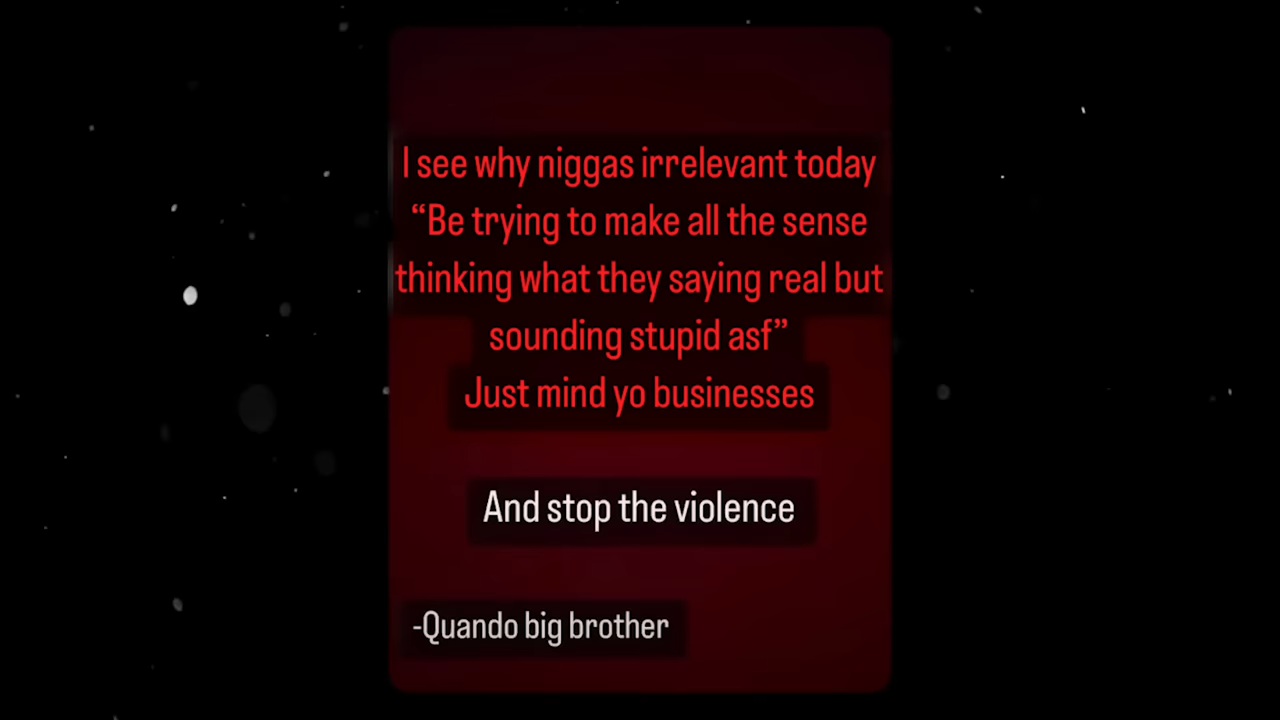 I see why niggas irrelevant today
“Be trying to make all the sense
thinking what they saying real but
sounding stupid asf”
Just mind yo businesses
And stop the violence
-Quando big brother